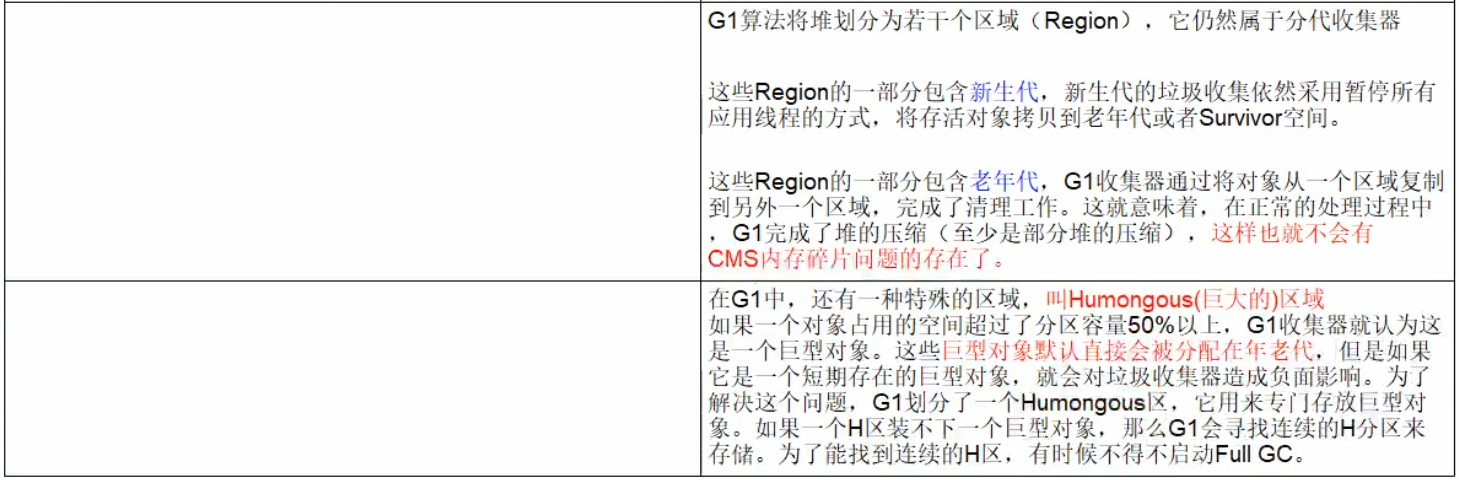 G1算法将堆划分为若干个区域（Region），它仍然属于分代收集器
这些Region的一部分包含新生代，新生代的垃圾收集依然采用暂停所有
应用线程的方式，将存活对象拷贝到老年代或者Survivor空间。
这些Region的一部分包含老年代，G1收集器通过将对象从一个区域复制
到另外一个区域，完成了清理工作。这就意味着，在正常的处理过程中
，G1完成了堆的压缩（至少是部分堆的压缩），这样也就不会有
CMS内存碎片问题的存在了。
在G1中，还有一种特殊的区域，叫Humongous(巨大的)区域
如果一个对象占用的空间超过了分区容量50%以上，G1收集器就认为这
是一个巨型对象。这些巨型对象默认直接会被分配在年老代，但是如果
它是一个短期存在的巨型对象，就会对垃圾收集器造成负面影响。为了
解决这个问题，G1划分了一个Humongous区，它用来专门存放巨型对
象。如果一个H区装不下一个巨型对象，那么G1会寻找连续的H分区来
存储。为了能找到连续的H区，有时候不得不启动Full GC。